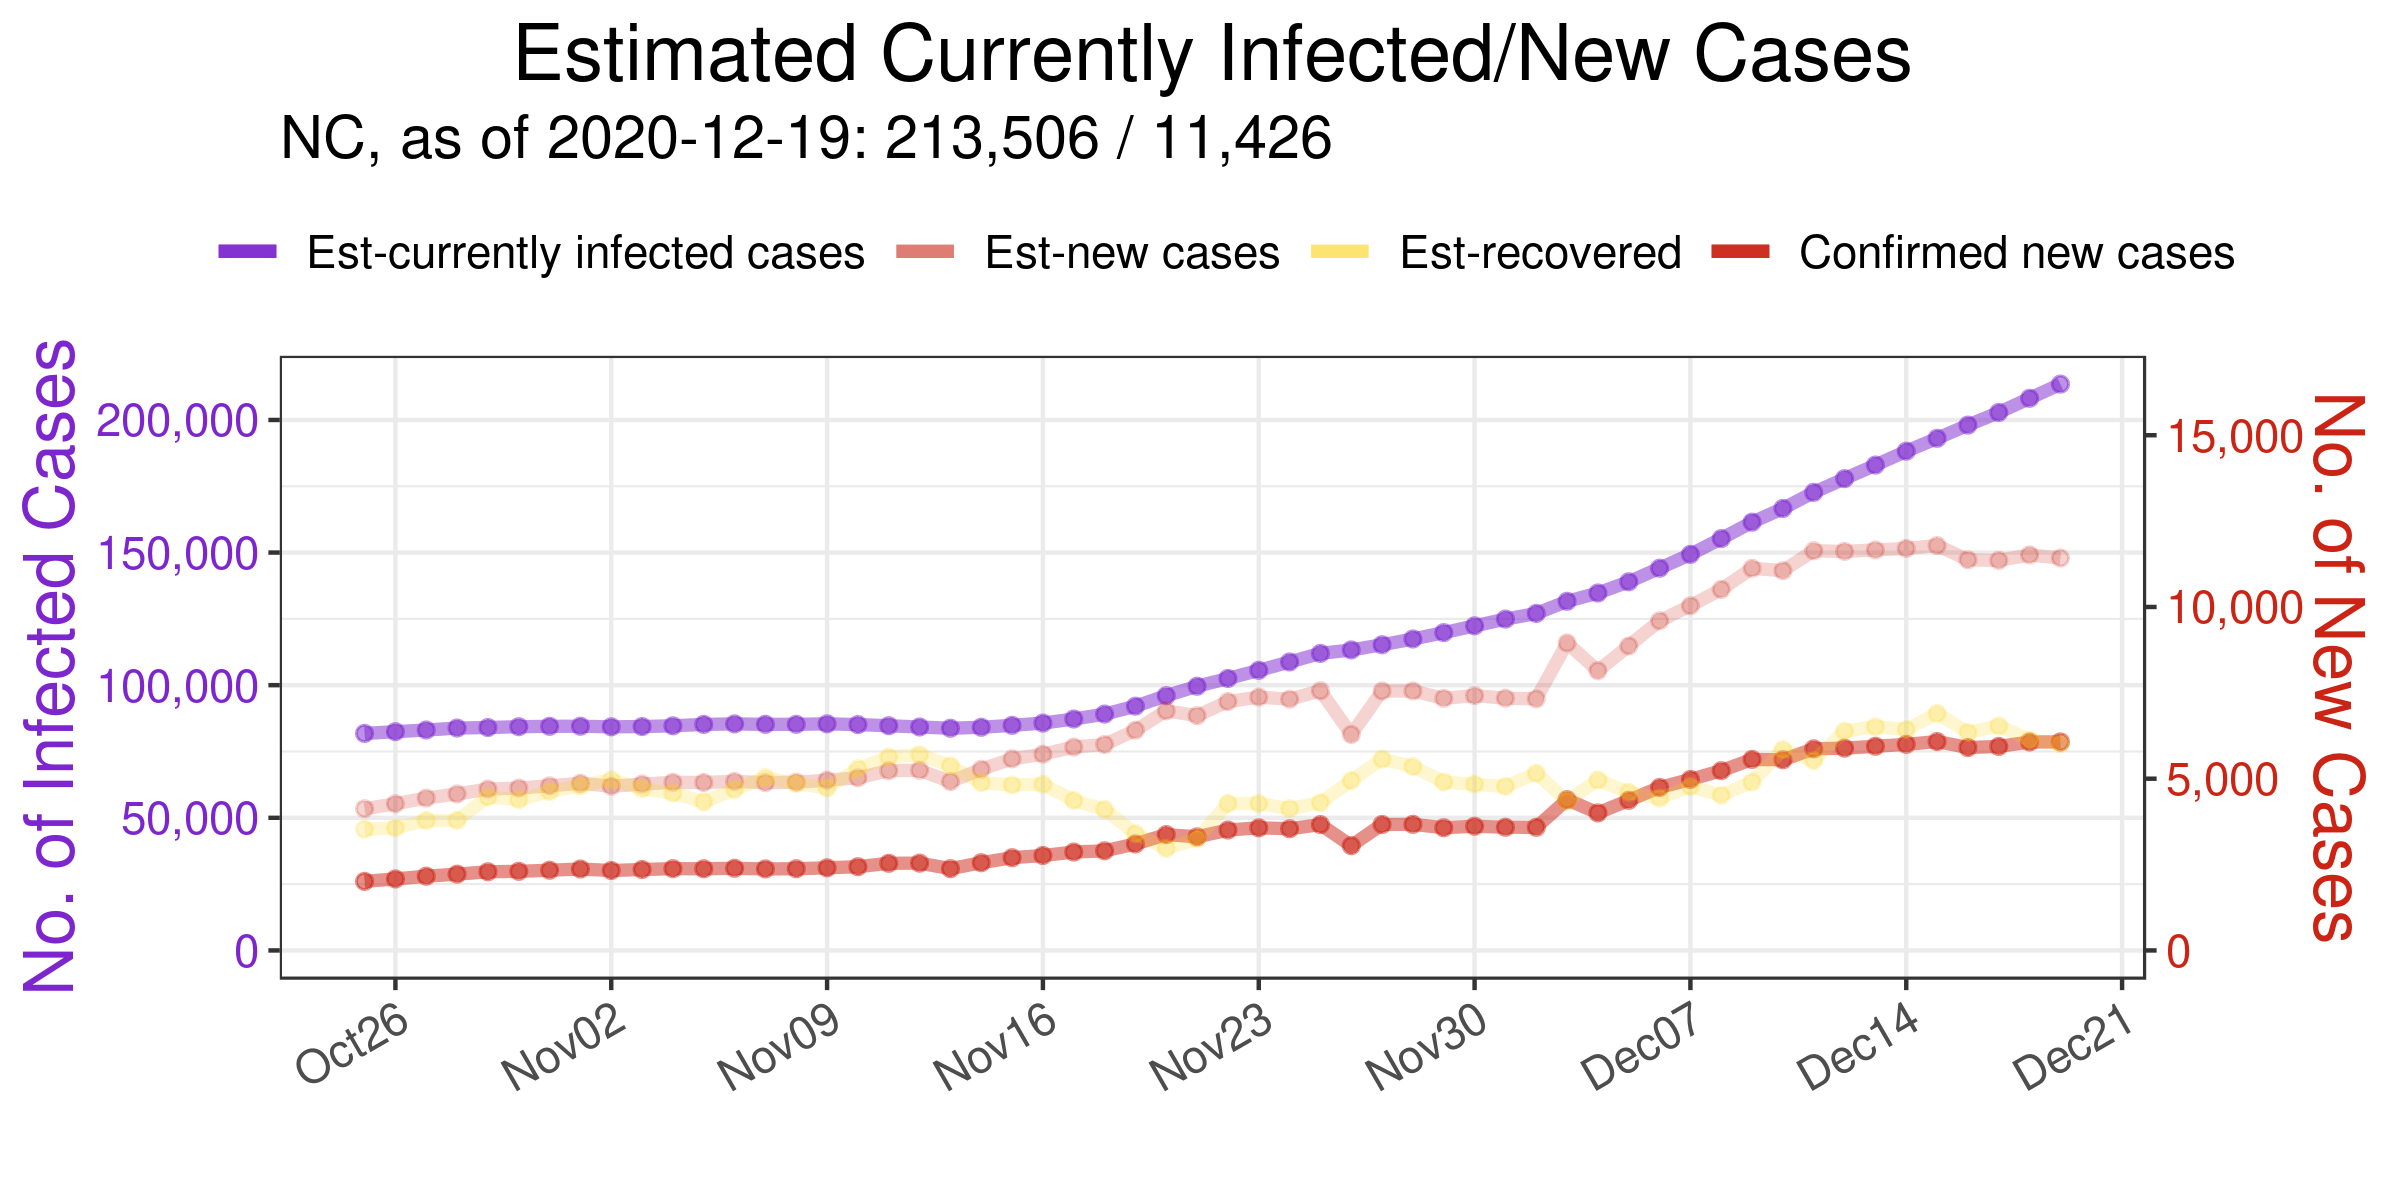 Estimated Currently Infected/New Cases
NC, as of 2020-12-19: 213,506 / 11,426
Est-currently infected cases Est-new cases Est-recovered Confirmed new cases
No. of Infected Cases
200,000
150,000
100,000
50,000
0
15,000
10,000
5,000
0
No. of New Cases
Oct26 Nov02 Nov09 Nov16 Nov23 Nov30 Dec07 Dec14 Dec21